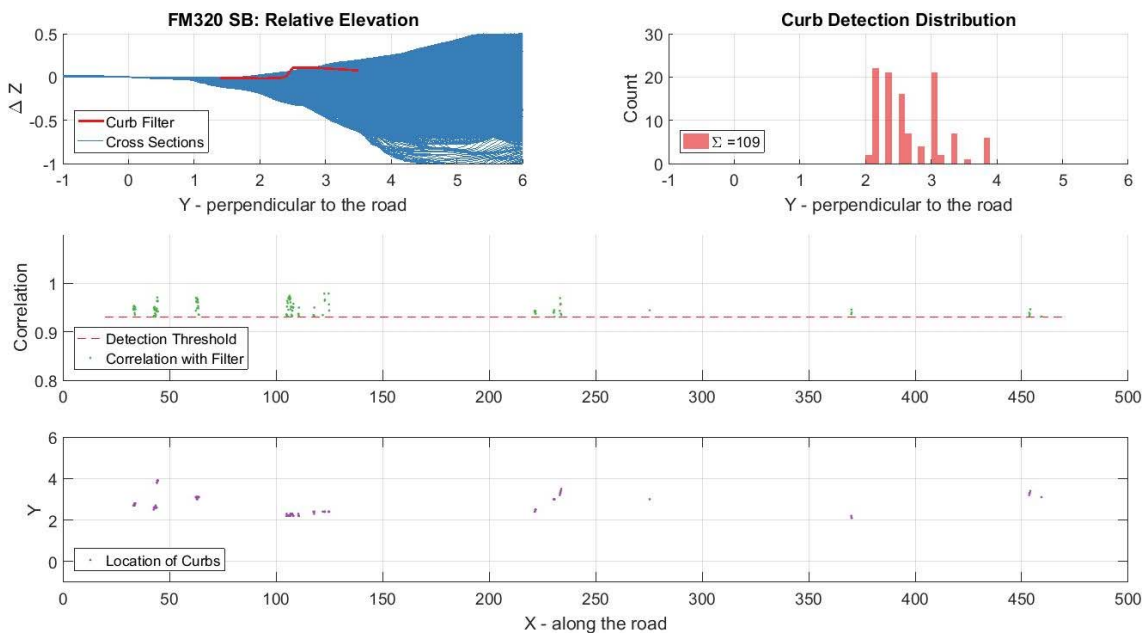 FM320 SB: Relative Elevation
0.5
0
-0.5
-1
Δ Z
Curb Filter
Cross Sections
-1 0 1 2 3 4 5 6
Y - perpendicular to the road
Curb Detection Distribution
30
20
10
0
Count
Σ =109
-1 0 1 2 3 4 5 6
Y - perpendicular to the road
1
0.9
0.8
Correlation
Detection Threshold
Correlation with Filter
0 50 100 150 200 250 300 350 400 450 500
6
4
2
0
Y
Location of Curbs
0 50 100 150 200 250 300 350 400 450 500
X - along the road